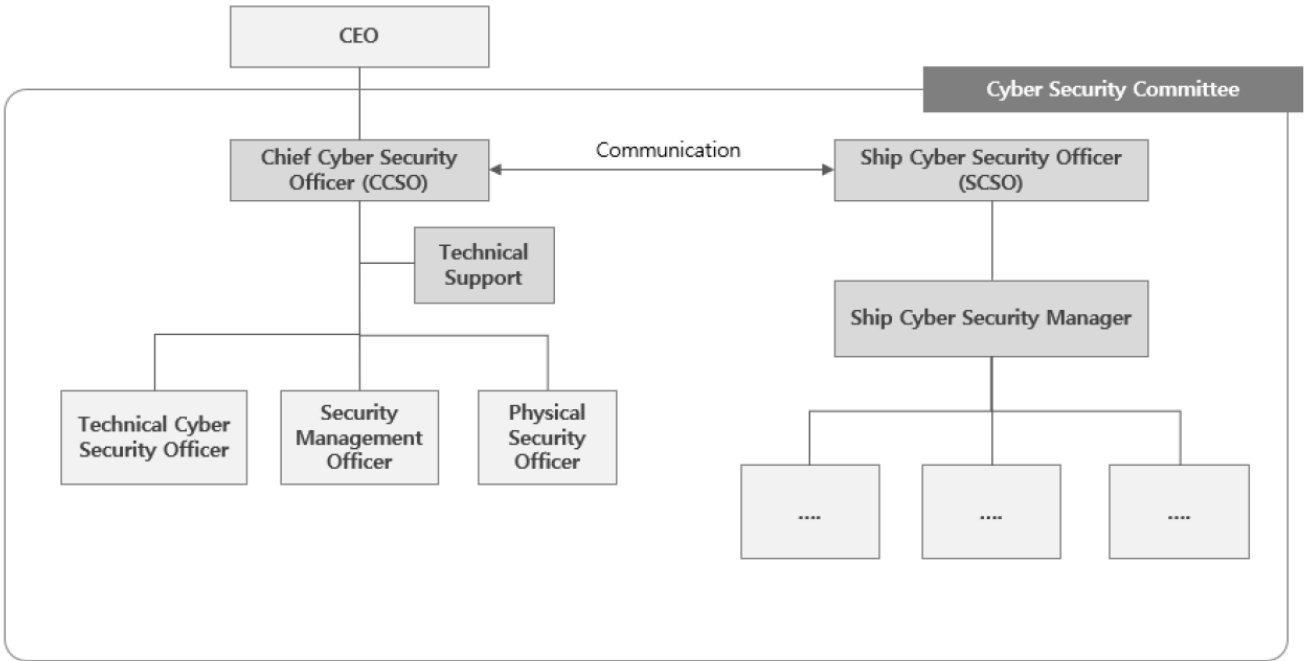 CEO
Cyber Security Committee
Chief Cyber Security
Officer (CCSO)
Communication
Ship Cyber Security Officer
(SCSO)
Technical
Support
Ship Cyber Security Manager
Technical Cyber
Security Officer
Security
Management
Officer
Physical
Security
Officer
....
....
....